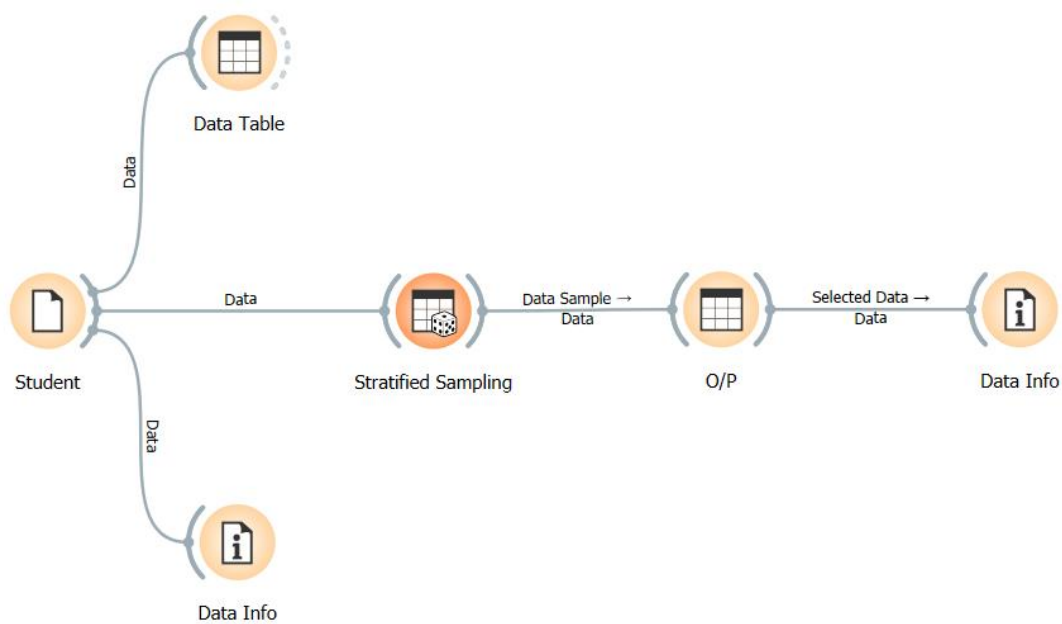 Data Table
Data
Data
Data Sample →
Data
Selected Data →
Data
Student
Stratified Sampling
O/P
Data Info
Data
Data Info